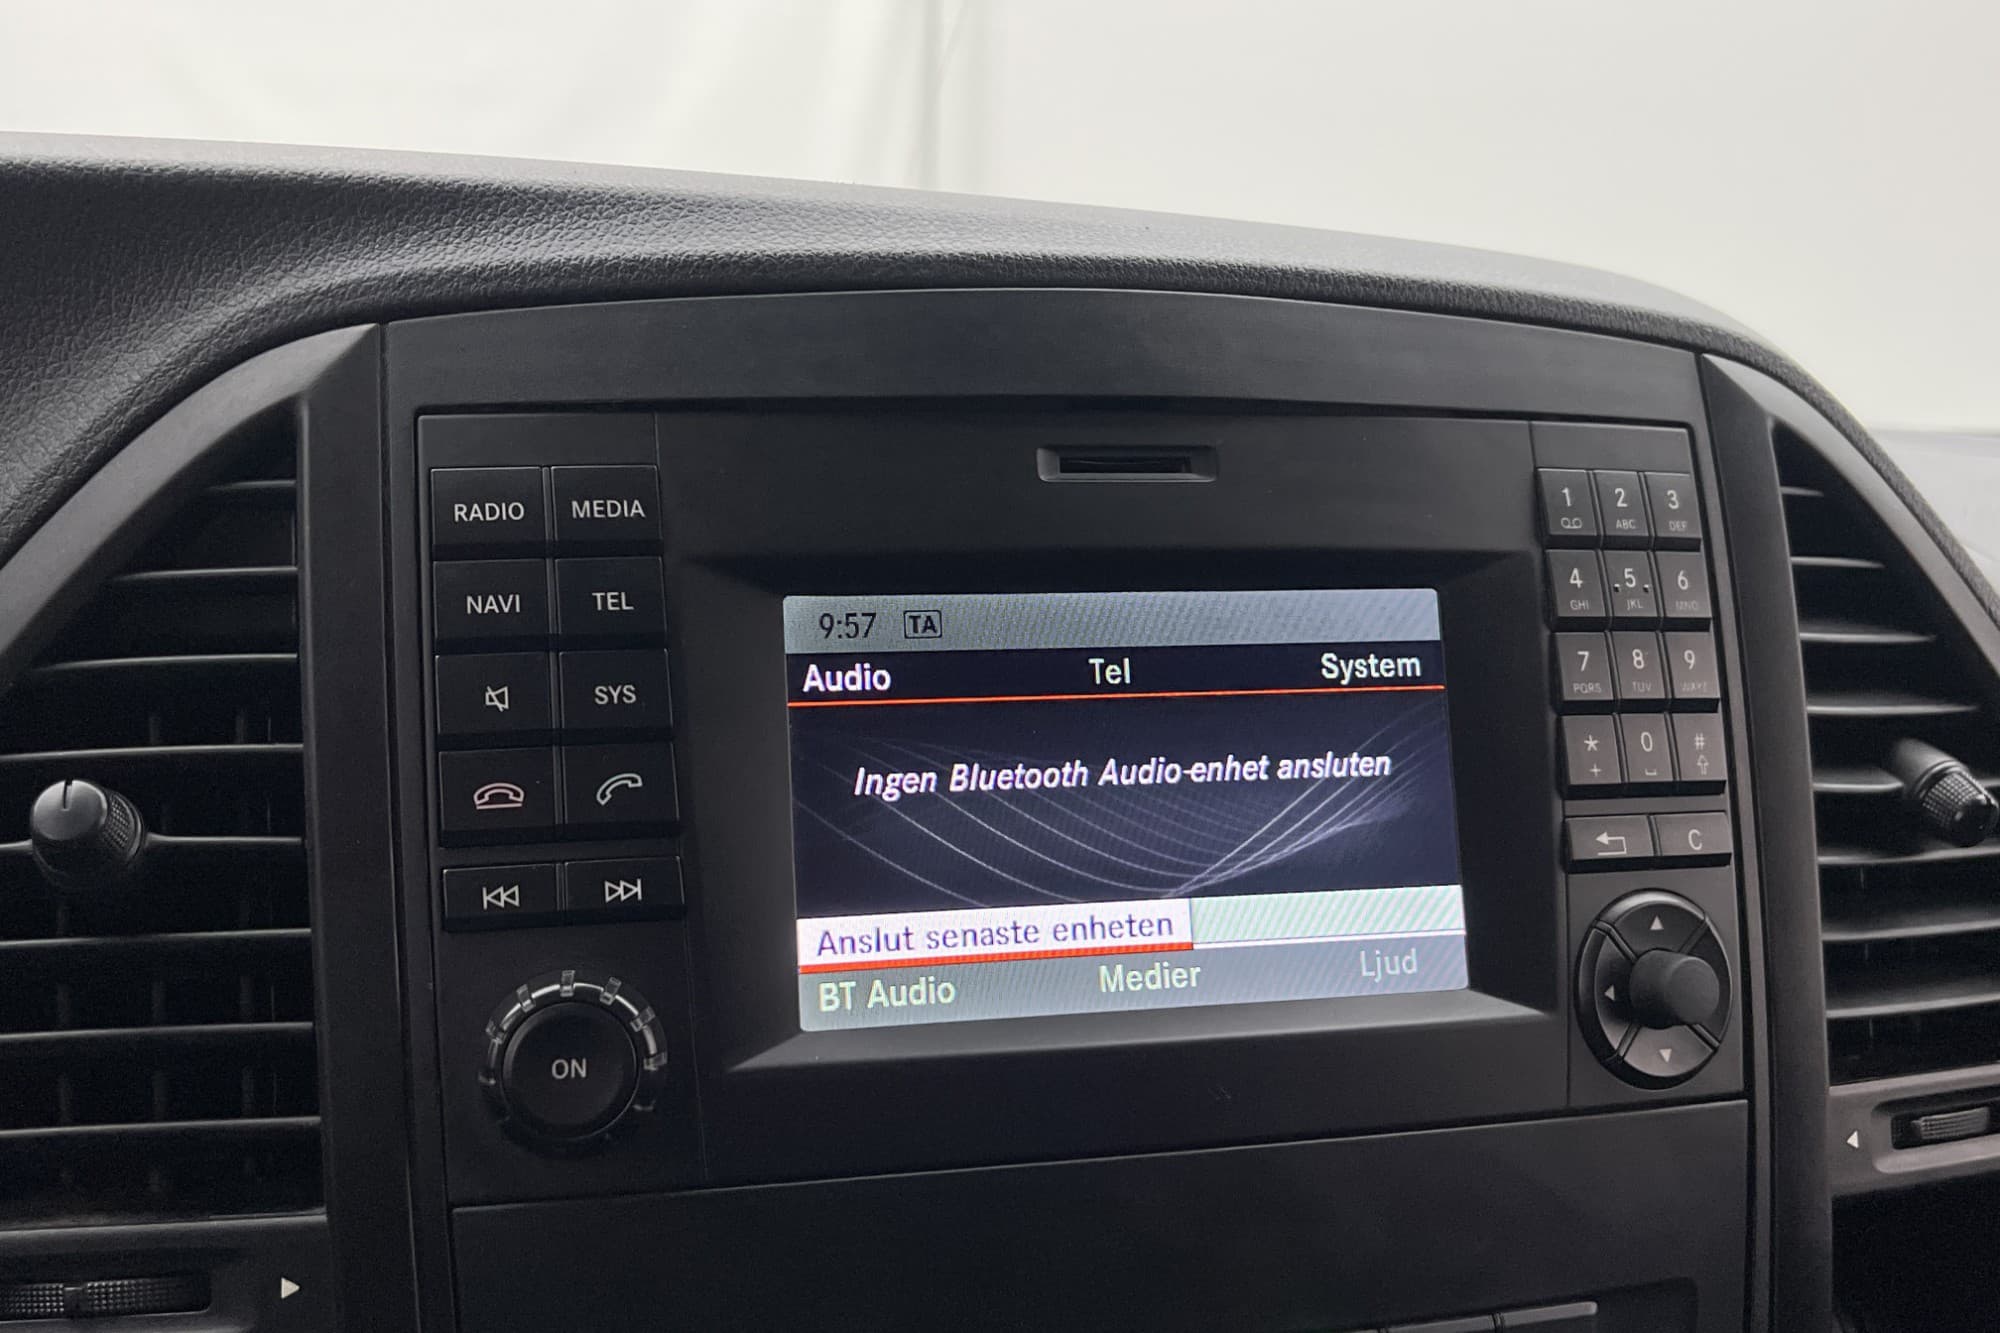 RADIO MEDIA
NAVI TEL
SYS
ON
9:57 TA
Audio Tel System
Ingen Bluetooth Audio-enhet ansluten
Anslut senaste enheten
BT Audio Medier Ljud
1 2 3
ABC DEF
4 5 6
GHI JKL MNO
7 8 9
PQRS TUV WXYZ
* 0 #
+
C